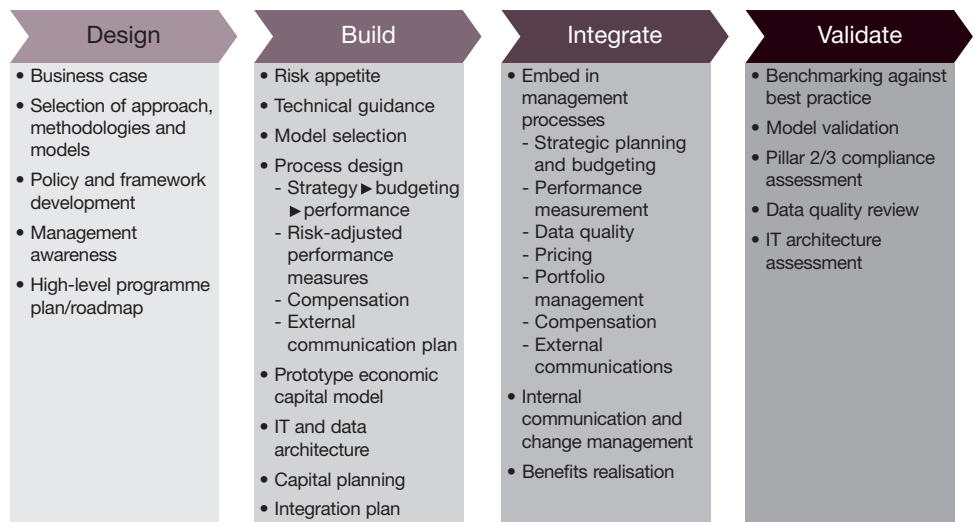 Design
• Business case
• Selection of approach,
methodologies and
models
• Policy and framework
development
• Management
awareness
• High-level programme
plan/roadmap
Build
• Risk appetite
• Technical guidance
• Model selection
• Process design
- Strategy►budgeting
►performance
- Risk-adjusted
performance
measures
- Compensation
- External
communication plan
• Prototype economic
capital model
• IT and data
architecture
• Capital planning
• Integration plan
Integrate
• Embed in
management
processes
- Strategic planning
and budgeting
- Performance
measurement
- Data quality
- Pricing
- Portfolio
management
- Compensation
- External
communications
• Internal
communication and
change management
• Benefits realisation
Validate
• Benchmarking against
best practice
• Model validation
• Pillar 2/3 compliance
assessment
• Data quality review
• IT architecture
assessment